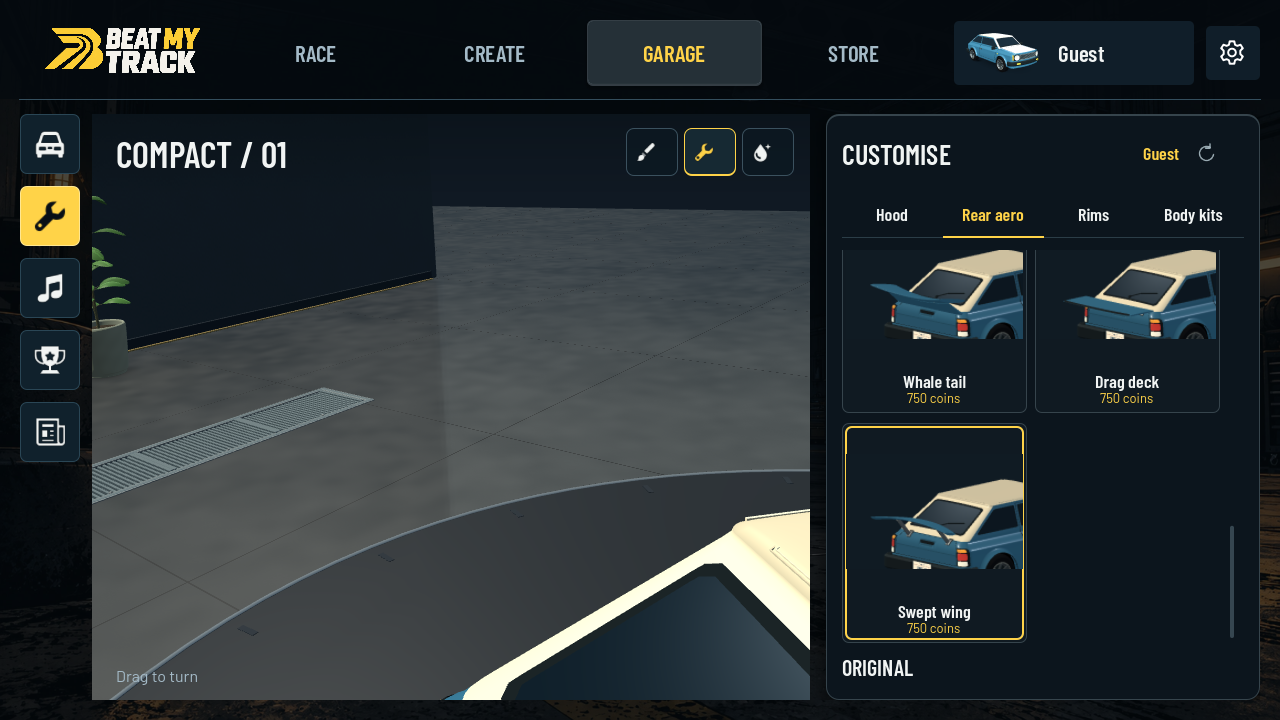 BEAT MY
TRACK
RACE
CREATE
GARAGE
STORE
Guest
COMPACT / 01
CUSTOMISE
Guest
Hood
Rear aero
Rims
Body kits
Whale tail
750 coins
Drag deck
750 coins
Swept wing
750 coins
ORIGINAL
Drag to turn